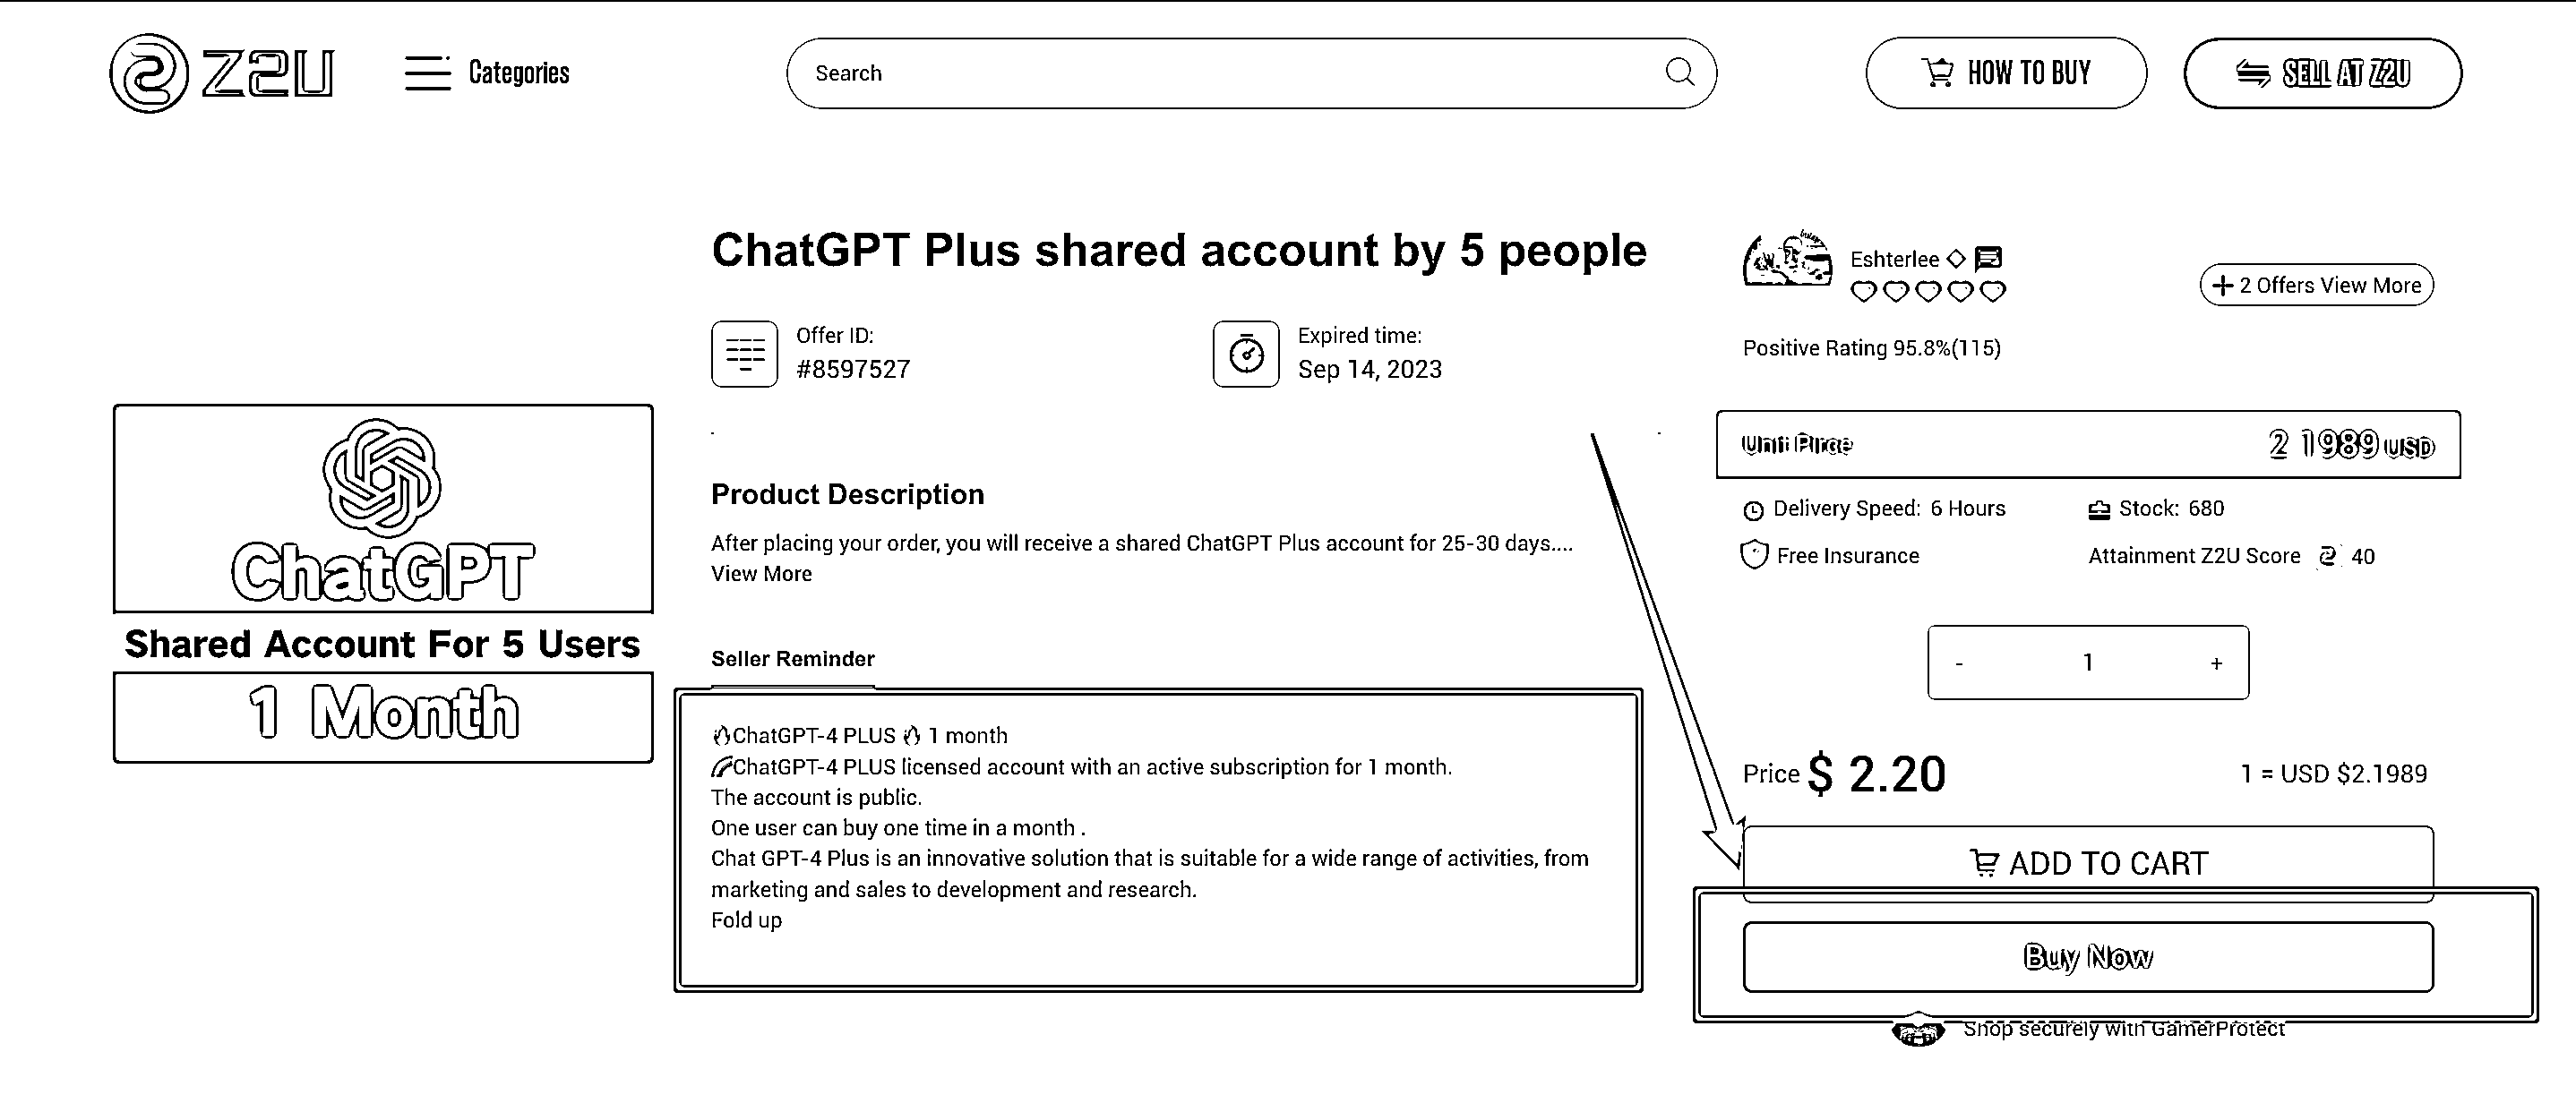 Z2U
Categories
Search
HOW TO BUY
SELL AT Z2U
ChatGPT Plus shared account by 5 people
Offer ID:
#8597527
Expired time:
Sep 14, 2023
ChatGPT
Shared Account For 5 Users
1 Month
Product Description
After placing your order, you will receive a shared ChatGPT Plus account for 25-30 days....
View More
Seller Reminder
ChatGPT-4 PLUS 1 month
ChatGPT-4 PLUS licensed account with an active subscription for 1 month.
The account is public.
One user can buy one time in a month .
Chat GPT-4 Plus is an innovative solution that is suitable for a wide range of activities, from
marketing and sales to development and research.
Fold up
Eshterlee
+ 2 Offers View More
Positive Rating 95.8%(115)
Unit Price
2 1989 USD
Delivery Speed: 6 Hours
Stock: 680
Free Insurance
Attainment Z2U Score 40
- 1 +
Price $ 2.20
1 = USD $2.1989
ADD TO CART
Buy Now
Shop securely with GamerProtect